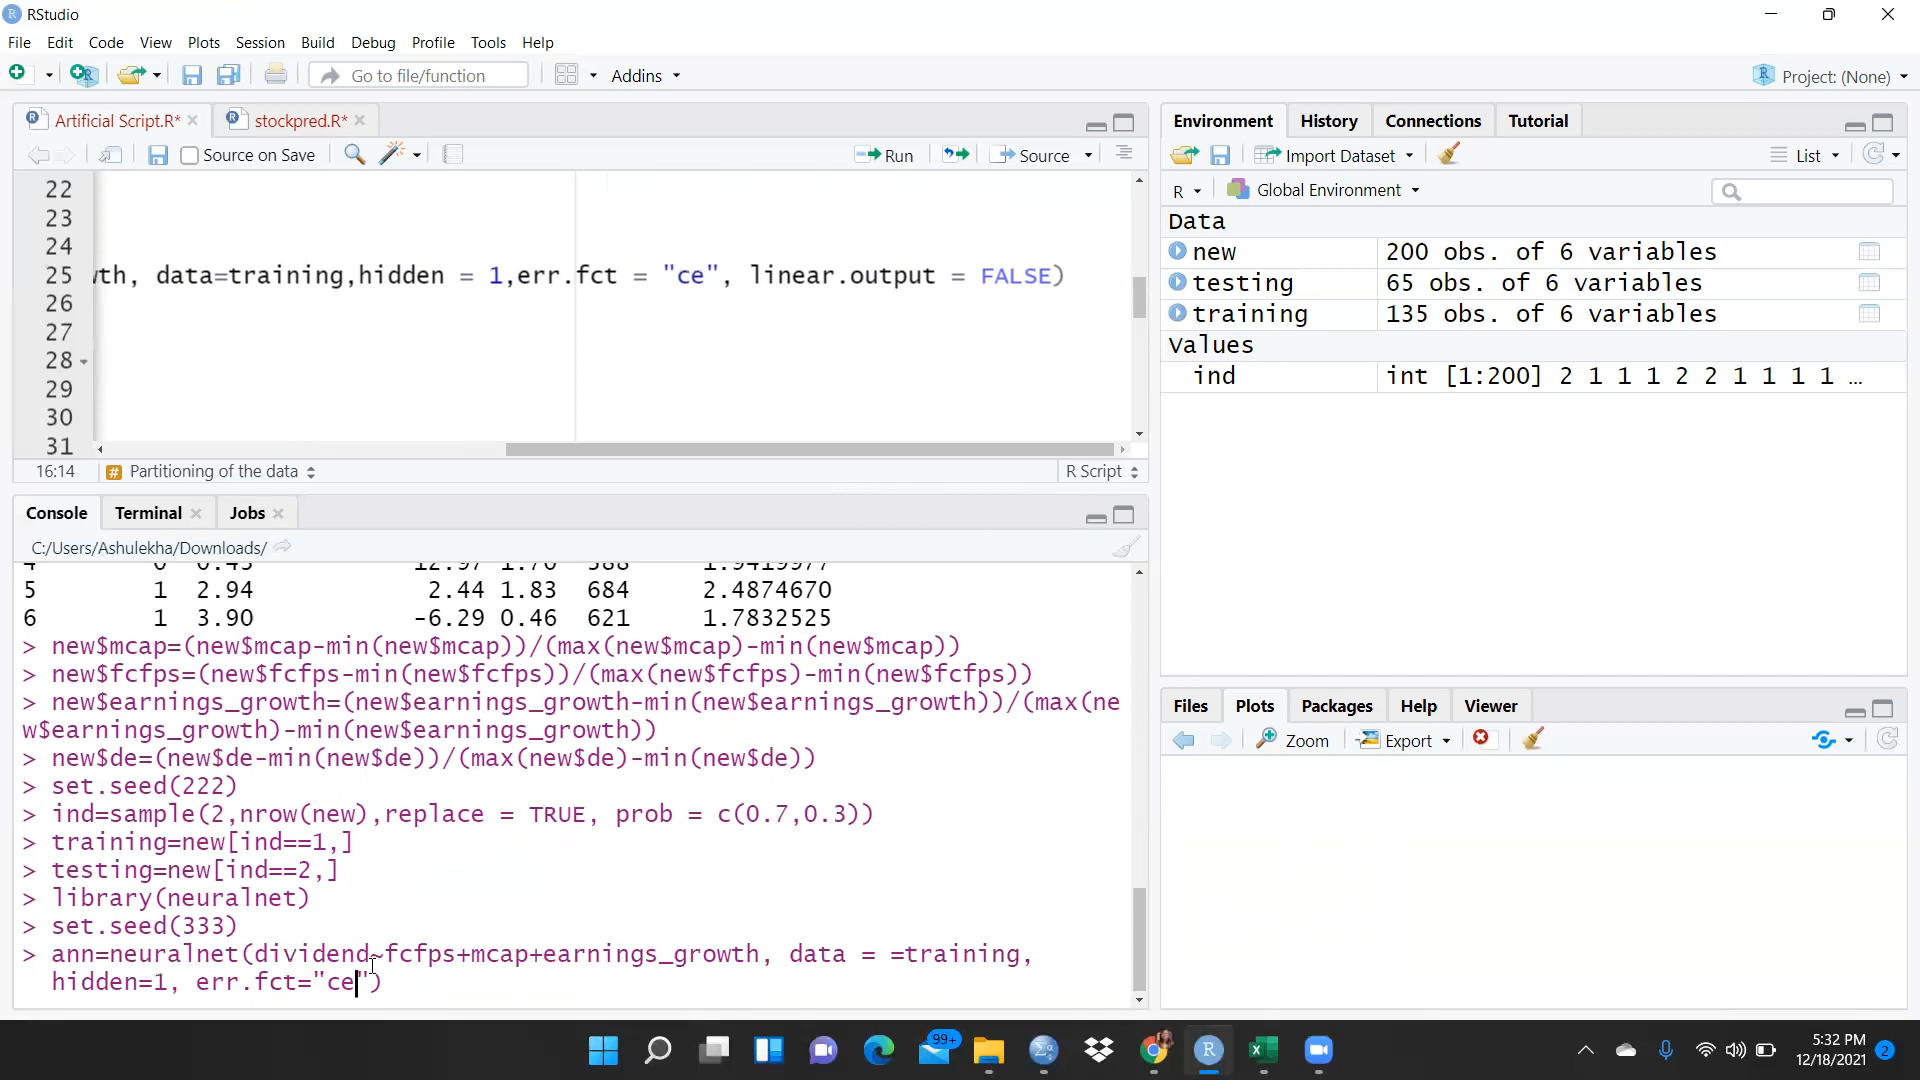 RStudio
File Edit Code View Plots Session Build Debug Profile Tools Help
Go to file/function Addins Project: (None)
Artificial Script.R* stockpred.R*
Source on Save Run Source
22
23
24
25 th, data=training,hidden = 1,err.fct = "ce", linear.output = FALSE)
26
27
28
29
30
31
16:14 Partitioning of the data R Script
Console Terminal Jobs
C:/Users/Ashulekha/Downloads/
4 0 0.45 12.97 1.70 588 1.9419977
5 1 2.94 2.44 1.83 684 2.4874670
6 1 3.90 -6.29 0.46 621 1.7832525
> new$mcap=(new$mcap-min(new$mcap))/(max(new$mcap)-min(new$mcap))
> new$fcfps=(new$fcfps-min(new$fcfps))/(max(new$fcfps)-min(new$fcfps))
> new$earnings_growth=(new$earnings_growth-min(new$earnings_growth))/(max(ne
w$earnings_growth)-min(new$earnings_growth))
> new$de=(new$de-min(new$de))/(max(new$de)-min(new$de))
> set.seed(222)
> ind=sample(2,nrow(new),replace = TRUE, prob = c(0.7,0.3))
> training=new[ind==1,]
> testing=new[ind==2,]
> library(neuralnet)
> set.seed(333)
> ann=neuralnet(dividend~fcfps+mcap+earnings_growth, data = =training,
hidden=1, err.fct="ce")
Environment History Connections Tutorial
Import Dataset List
R Global Environment
Data
new 200 obs. of 6 variables
testing 65 obs. of 6 variables
training 135 obs. of 6 variables
Values
ind int [1:200] 2 1 1 1 2 2 1 1 1 1 …
Files Plots Packages Help Viewer
Zoom Export
99+
5:32 PM
12/18/2021 2